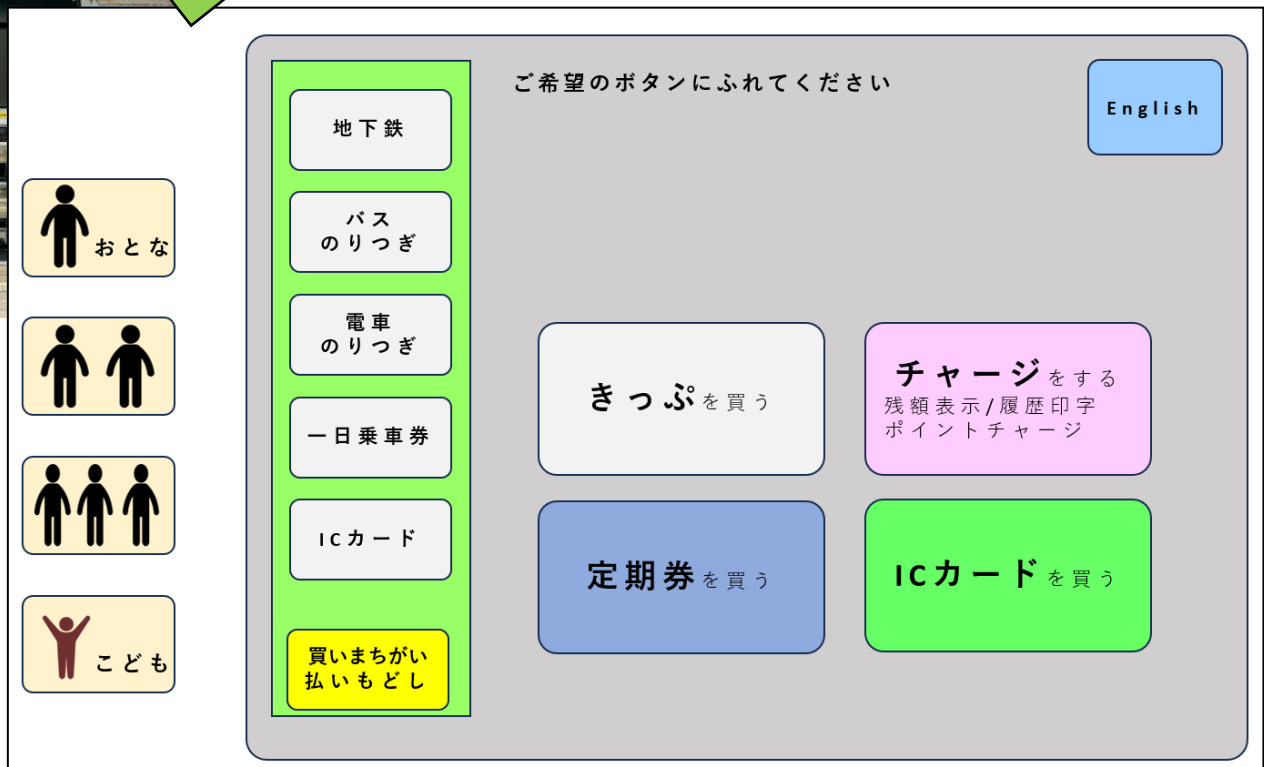 ご希望のボタンにふれてください
English
地下鉄
バス
のりつぎ
電車
のりつぎ
一日乗車券
ICカード
買いまちがい
払いもどし
おとな
こども
きっぷを買う
チャージをする
残額表示/履歴印字
ポイントチャージ
定期券を買う
ICカードを買う